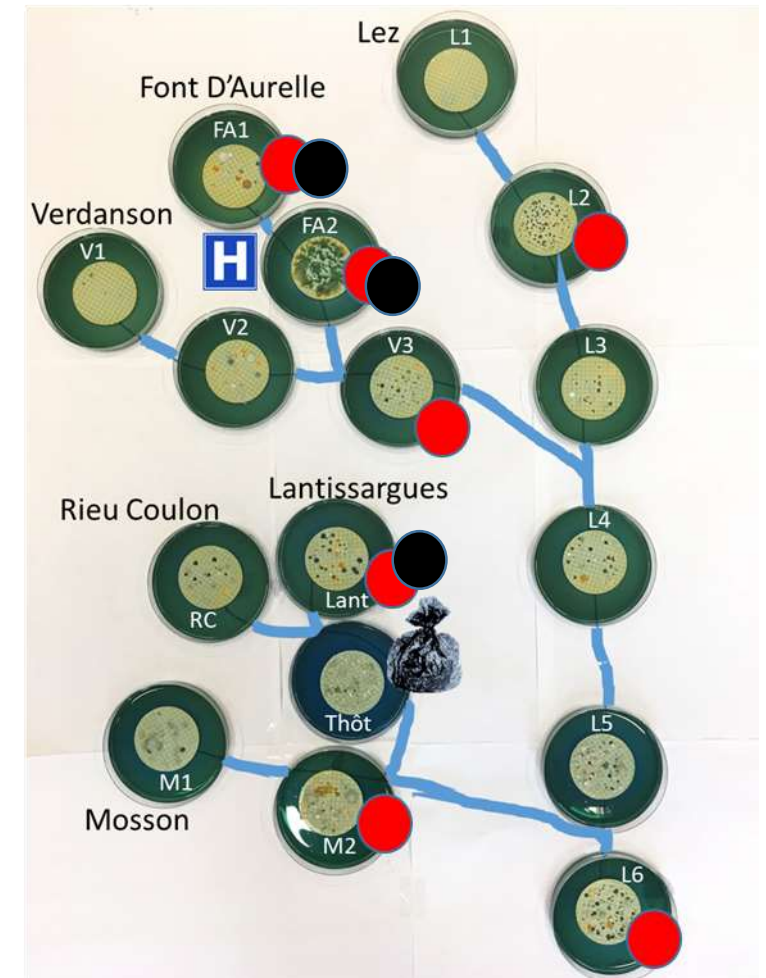 Lez
L1
Font D'Aurelle
FA1
L2
Verdanson
FA2
V1
H
V2
V3
L3
Lantissargues
Rieu Coulon
L4
Lant
RC
Thôt
L5
M1
Mosson
M2
L6